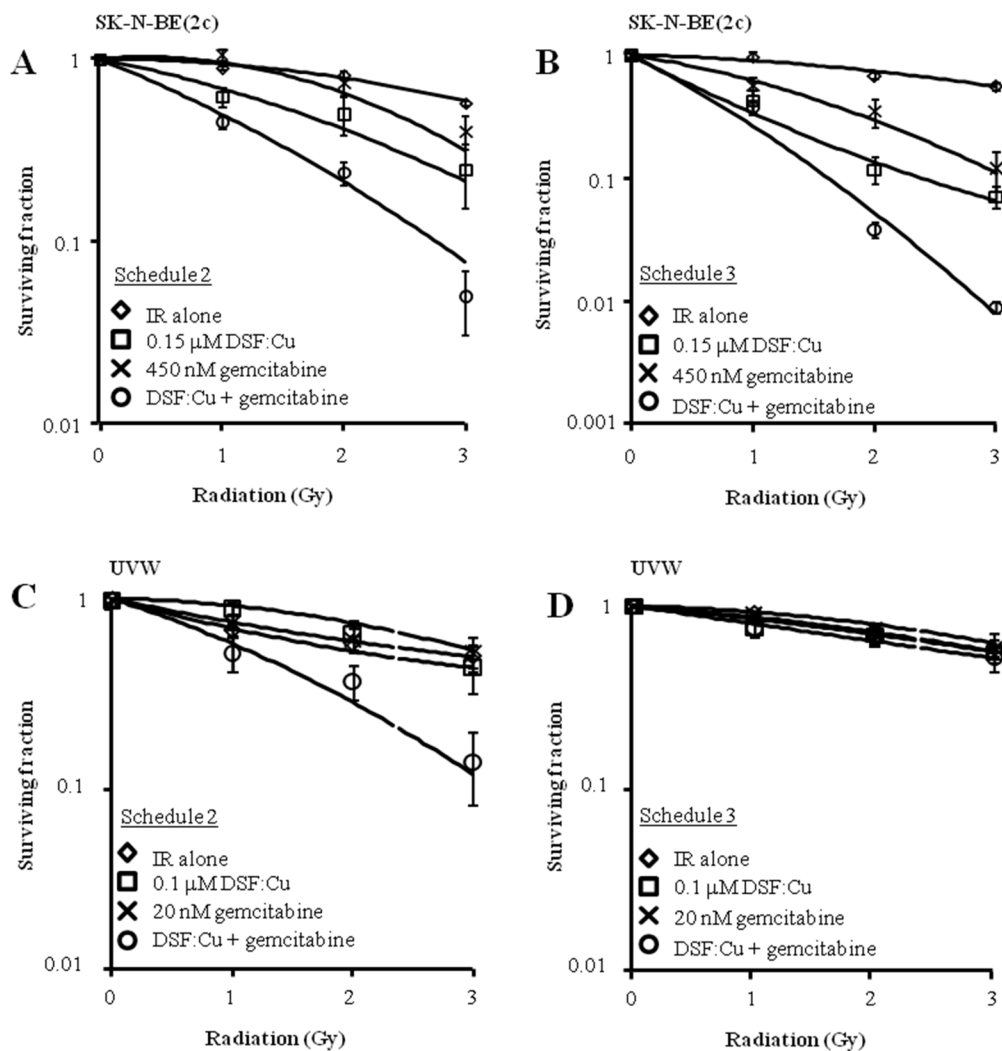 SK-N-BE(2c)
A
1
0.1
0.01
Surviving fraction
Schedule 2
IR alone
0.15 µM DSF:Cu
450 nM gemcitabine
DSF:Cu + gemcitabine
0 1 2 3
Radiation (Gy)
SK-N-BE(2c)
B
1
0.1
0.01
0.001
Surviving fraction
Schedule 3
IR alone
0.15 µM DSF:Cu
450 nM gemcitabine
DSF:Cu + gemcitabine
0 1 2 3
Radiation (Gy)
UVW
C
1
0.1
0.01
Surviving fraction
Schedule 2
IR alone
0.1 µM DSF:Cu
20 nM gemcitabine
DSF:Cu + gemcitabine
0 1 2 3
Radiation (Gy)
UVW
D
1
0.1
0.01
Surviving fraction
Schedule 3
IR alone
0.1 µM DSF:Cu
20 nM gemcitabine
DSF:Cu + gemcitabine
0 1 2 3
Radiation (Gy)